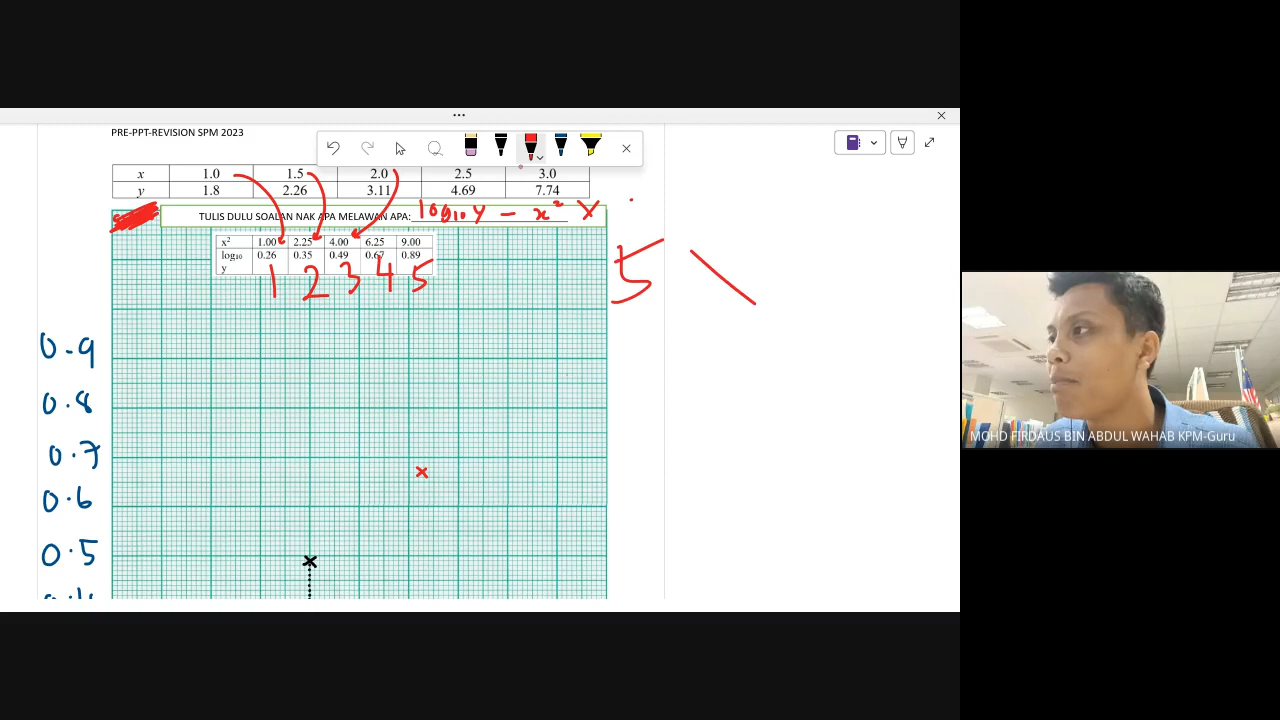 PRE-PPT-REVISION SPM 2023
x 1.0 1.5 2.0 2.5 3.0
y 1.8 2.26 3.11 4.69 7.74
TULIS DULU SOALAN NAK APA MELAWAN APA: log₁₀ y - x² X
x² 1.00 2.25 4.00 6.25 9.00
log₁₀ y 0.26 0.35 0.49 0.67 0.89
1 2 3 4 5
5
0.9
0.8
0.7
0.6
0.5
MOHD FIRDAUS BIN ABDUL WAHAB KPM-Guru